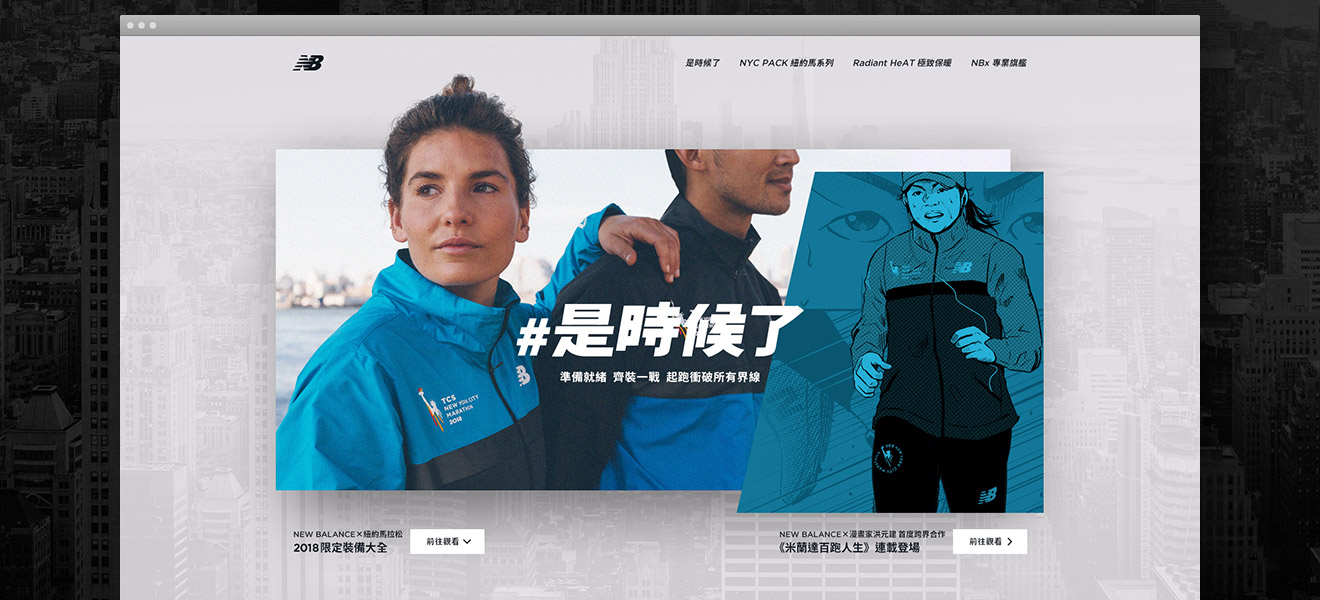 NB
是時候了
NYC PACK 紐約馬系列
Radiant HeAT 極致保暖
NBx 專業旗艦
#是時候了
準備就緒 齊裝一戰 起跑衝破所有界線
NB
TCS
NEW YORK CITY
MARATHON
2018
NB
NB
NEW BALANCE×紐約馬拉松
2018限定裝備大全
前往觀看
NEW BALANCE×漫畫家洪元建 首度跨界合作
《米蘭達百跑人生》連載登場
前往觀看